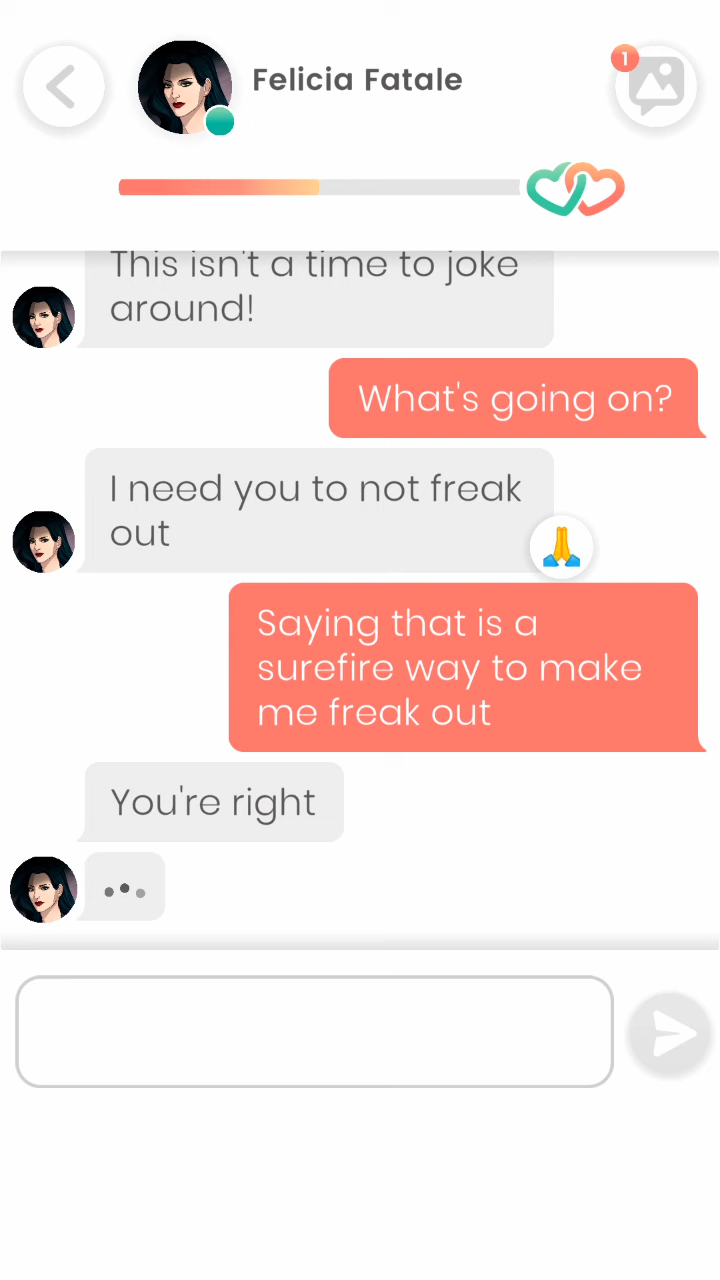 Felicia Fatale
1
This isn't a time to joke
around!
What's going on?
I need you to not freak
out
Saying that is a
surefire way to make
me freak out
You're right